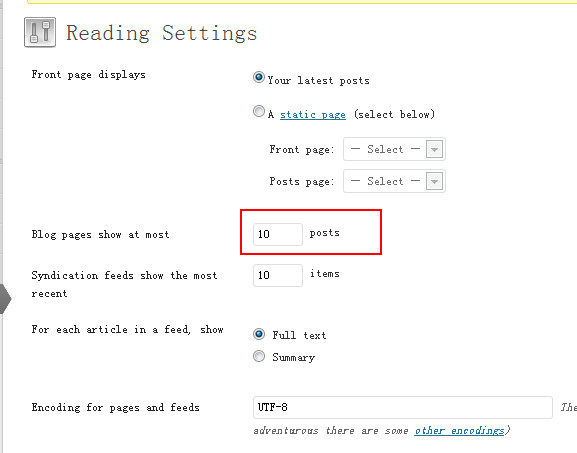 Reading Settings
Front page displays
Your latest posts
A static page (select below)
Front page: — Select —
Posts page: — Select —
Blog pages show at most 10 posts
Syndication feeds show the most recent 10 items
For each article in a feed, show
Full text
Summary
Encoding for pages and feeds UTF-8
adventurous there are some other encodings)